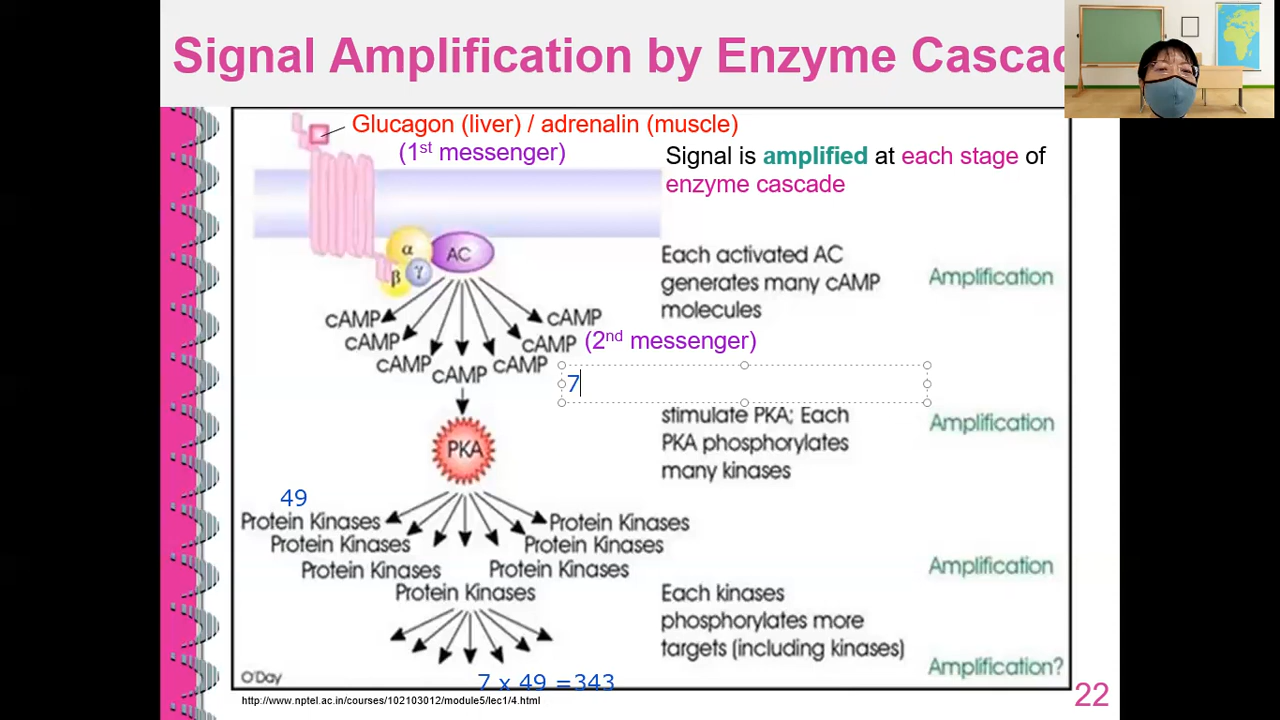 Signal Amplification by Enzyme Cascad
Glucagon (liver) / adrenalin (muscle)
(1st messenger)
Signal is amplified at each stage of
enzyme cascade
α
AC
β
γ
Each activated AC
generates many cAMP
molecules
Amplification
cAMP
cAMP
cAMP
cAMP
cAMP
cAMP
cAMP
(2nd messenger)
7
stimulate PKA; Each
PKA phosphorylates
many kinases
Amplification
PKA
49
Protein Kinases
Protein Kinases
Protein Kinases
Protein Kinases
Protein Kinases
Protein Kinases
Protein Kinases
Amplification
Each kinases
phosphorylates more
targets (including kinases)
Amplification?
O'Day
7 x 49 =343
http://www.nptel.ac.in/courses/102103012/module5/lec1/4.html
22